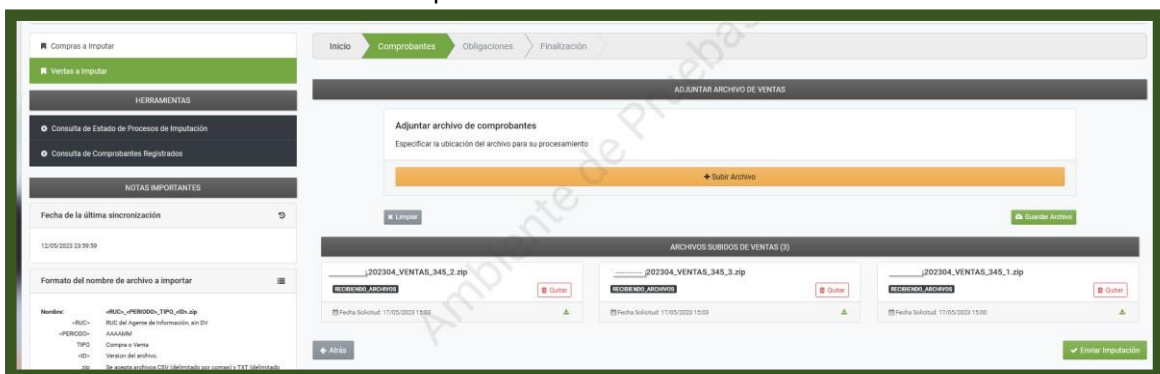 Compras a Imputar
Ventas a Imputar
HERRAMIENTAS
Consulta de Estado de Procesos de Imputación
Consulta de Comprobantes Registrados
NOTAS IMPORTANTES
Fecha de la última sincronización
12/05/2023 23:59:59
Formato del nombre de archivo a importar
Nombre: <RUC>_<PERIODO>_TIPO_<ID>.zip
<RUC> RUC del Agente de Información, sin DV
<PERIODO> AAAAMM
TIPO Compra o Venta
<ID> Version del archivo.
zip Se acepta archivos CSV (delimitado por comas) y TXT (delimitado
Inicio Comprobantes Obligaciones Finalización
ADJUNTAR ARCHIVO DE VENTAS
Adjuntar archivo de comprobantes
Especificar la ubicación del archivo para su procesamiento
+ Subir Archivo
Limpiar
Guardar Archivo
ARCHIVOS SUBIDOS DE VENTAS (3)
202304_VENTAS_345_2.zip
RECIBIENDO_ARCHIVOS
Quitar
Fecha Solicitud: 17/05/2023 15:03
202304_VENTAS_345_3.zip
RECIBIENDO_ARCHIVOS
Quitar
Fecha Solicitud: 17/05/2023 15:03
202304_VENTAS_345_1.zip
RECIBIENDO_ARCHIVOS
Quitar
Fecha Solicitud: 17/05/2023 15:00
Atrás
Enviar Imputación
Ambiente de Pruebas